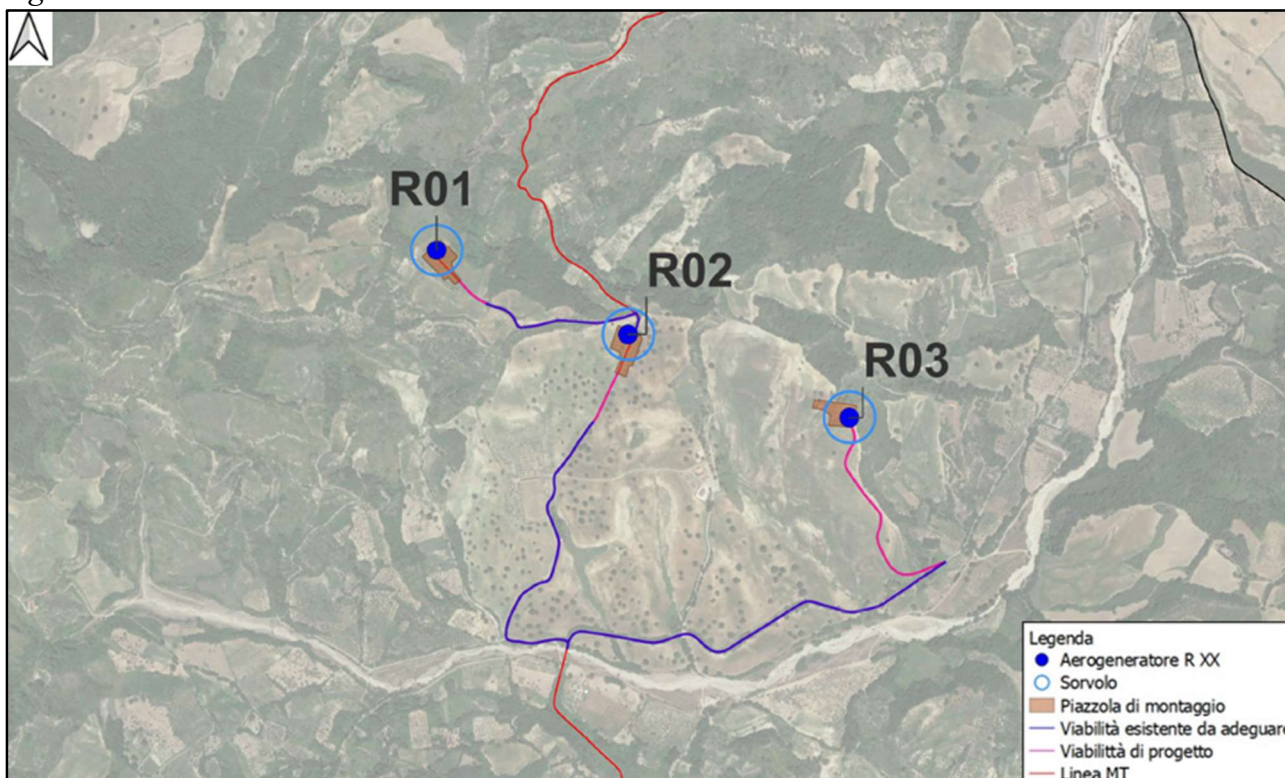 R01
R02
R03
Legenda
Aerogeneratore R XX
Sorvolo
Piazzola di montaggio
Viabilità esistente da adeguare
Viabilittà di progetto
Linea MT